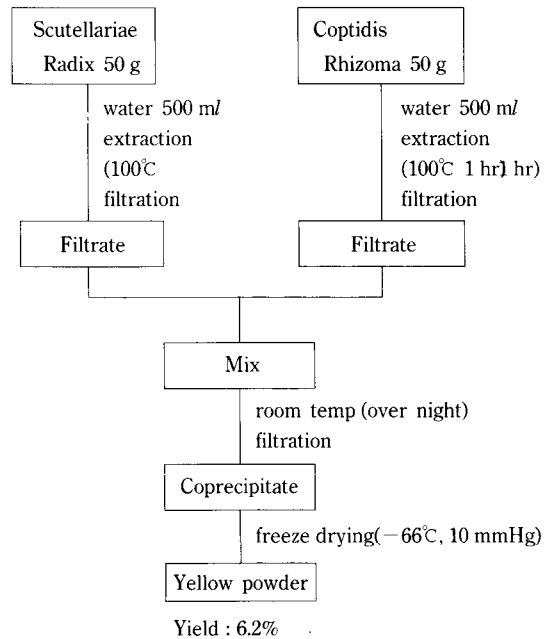 Scutellariae
Radix 50 g
water 500 ml
extraction
(100℃
filtration
Filtrate
Coptidis
Rhizoma 50 g
water 500 ml
extraction
(100℃ 1 hr) 1 hr)
filtration
Filtrate
Mix
room temp (over night)
filtration
Coprecipitate
freeze drying(−66℃, 10 mmHg)
Yellow powder
Yield : 6.2%